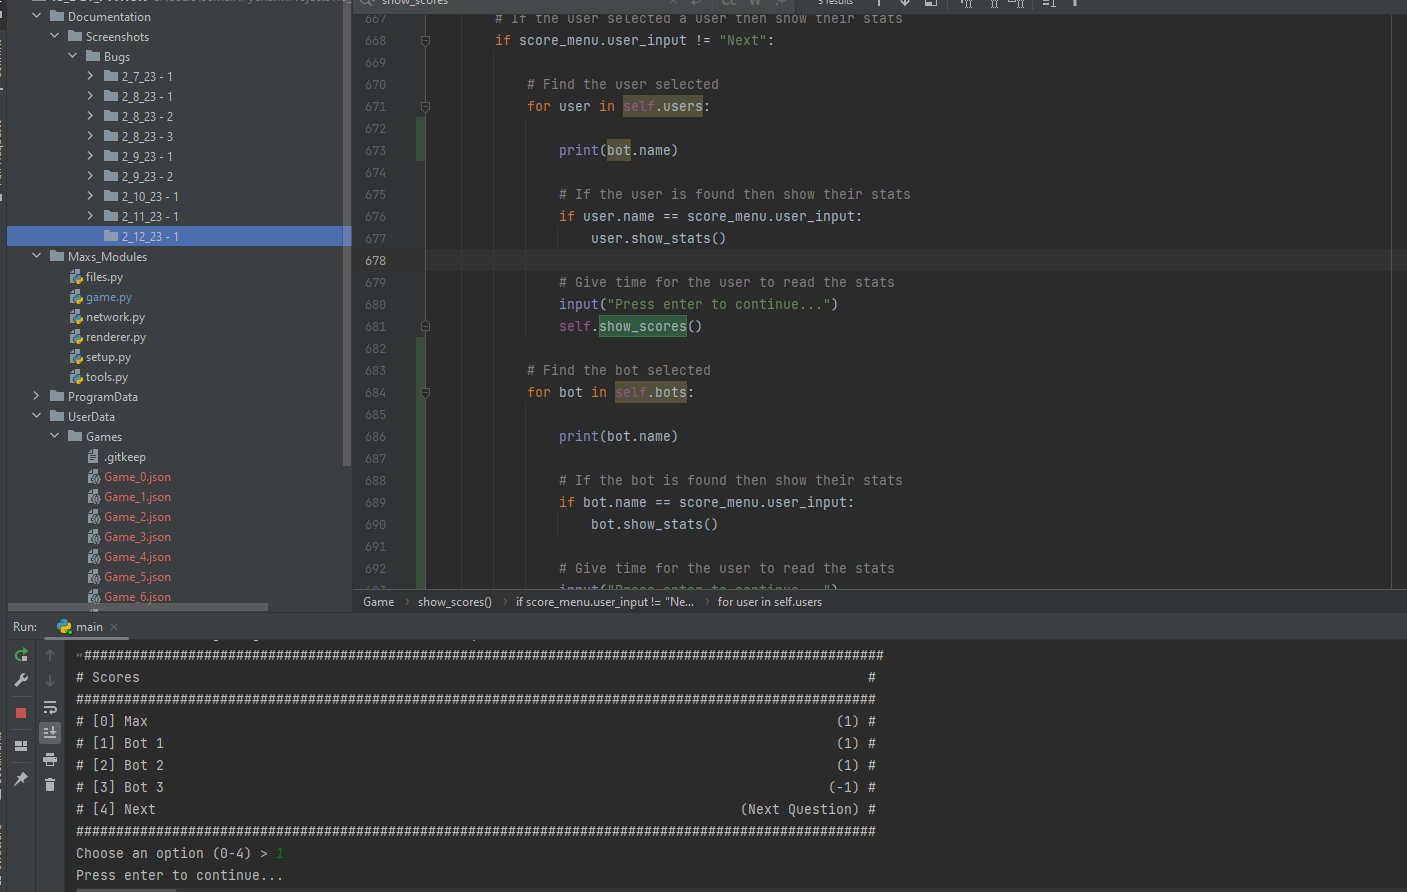 show_scores
5 results
Documentation
Screenshots
Bugs
2_7_23 - 1
2_8_23 - 1
2_8_23 - 2
2_8_23 - 3
2_9_23 - 1
2_9_23 - 2
2_10_23 - 1
2_11_23 - 1
2_12_23 - 1
Maxs_Modules
files.py
game.py
network.py
renderer.py
setup.py
tools.py
ProgramData
UserData
Games
.gitkeep
Game_0.json
Game_1.json
Game_2.json
Game_3.json
Game_4.json
Game_5.json
Game_6.json
667 # If the user selected a user then show their stats
668 if score_menu.user_input != "Next":
669
670 # Find the user selected
671 for user in self.users:
672
673 print(bot.name)
674
675 # If the user is found then show their stats
676 if user.name == score_menu.user_input:
677 user.show_stats()
678
679 # Give time for the user to read the stats
680 input("Press enter to continue...")
681 self.show_scores()
682
683 # Find the bot selected
684 for bot in self.bots:
685
686 print(bot.name)
687
688 # If the bot is found then show their stats
689 if bot.name == score_menu.user_input:
690 bot.show_stats()
691
692 # Give time for the user to read the stats
693 input("Press enter to continue...")
Game › show_scores() › if score_menu.user_input != "Ne... › for user in self.users
Run: main
####################################################################################################
# Scores #
####################################################################################################
# [0] Max (1) #
# [1] Bot 1 (1) #
# [2] Bot 2 (1) #
# [3] Bot 3 (-1) #
# [4] Next (Next Question) #
####################################################################################################
Choose an option (0-4) > 1
Press enter to continue...